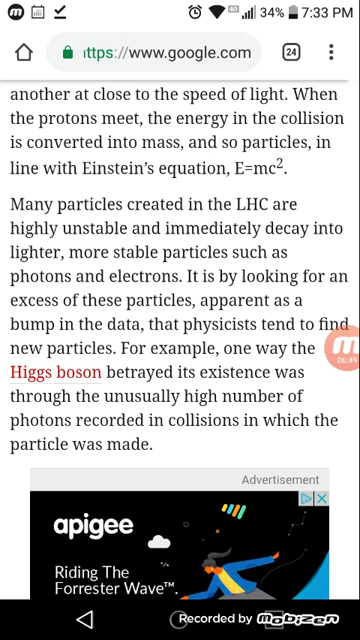 34% 7:33 PM
https://www.google.com 24
another at close to the speed of light. When
the protons meet, the energy in the collision
is converted into mass, and so particles, in
line with Einstein's equation, E=mc².
Many particles created in the LHC are
highly unstable and immediately decay into
lighter, more stable particles such as
photons and electrons. It is by looking for an
excess of these particles, apparent as a
bump in the data, that physicists tend to find
new particles. For example, one way the
06:49
Higgs boson betrayed its existence was
through the unusually high number of
photons recorded in collisions in which the
particle was made.
Advertisement
apigee
Riding The
Forrester Wave™.
Recorded by mobizen